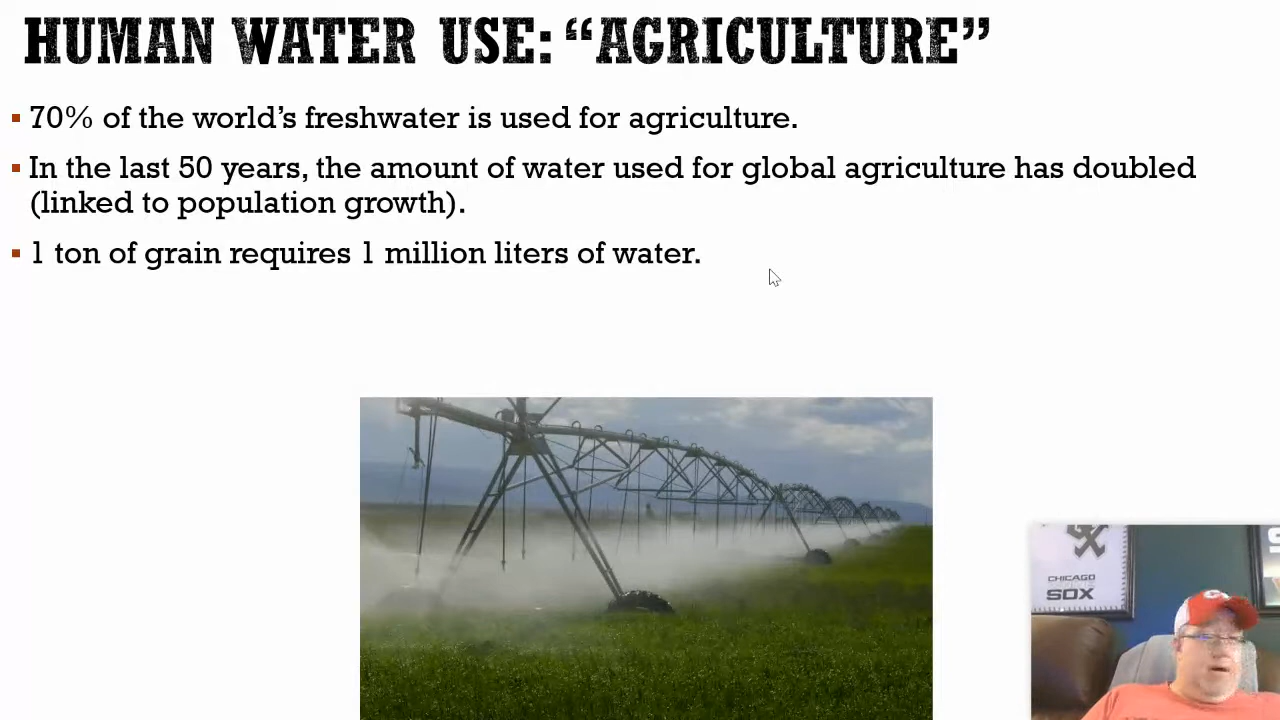 HUMAN WATER USE: “AGRICULTURE”
70% of the world’s freshwater is used for agriculture.
In the last 50 years, the amount of water used for global agriculture has doubled
(linked to population growth).
1 ton of grain requires 1 million liters of water.
CHICAGO
SOX